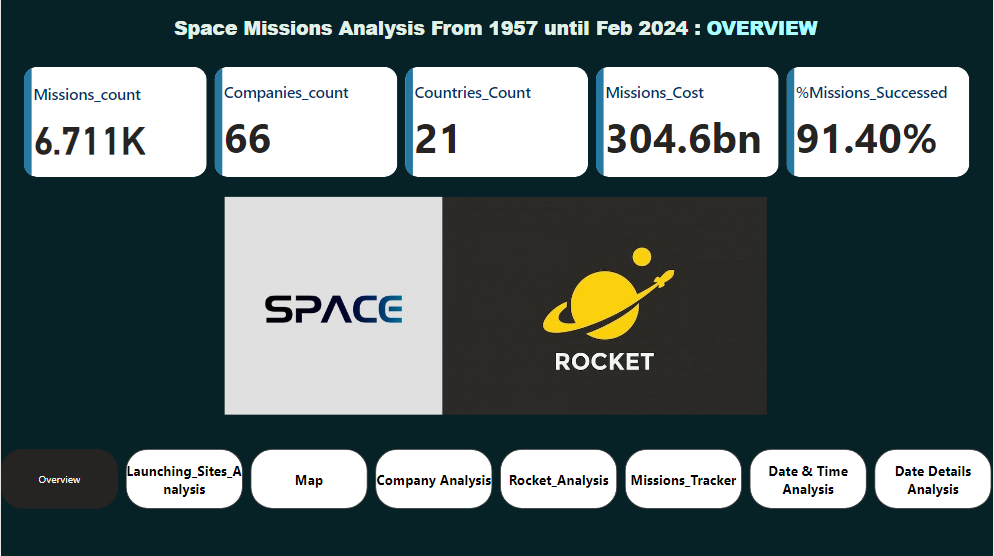 Space Missions Analysis From 1957 until Feb 2024 : OVERVIEW
Missions_count
6.711K
Companies_count
66
Countries_Count
21
Missions_Cost
304.6bn
%Missions_Successed
91.40%
SPACE
ROCKET
Overview
Launching_Sites_A
nalysis
Map
Company Analysis
Rocket_Analysis
Missions_Tracker
Date & Time
Analysis
Date Details
Analysis